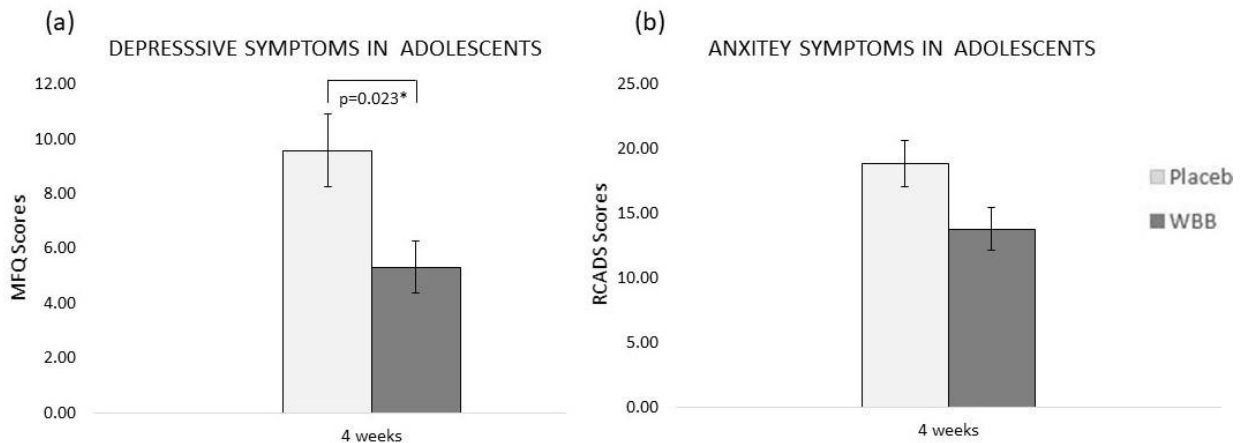 (a)
DEPRESSSIVE SYMPTOMS IN ADOLESCENTS
12.00
10.00
8.00
6.00
4.00
2.00
0.00
MFQ Scores
p=0.023*
4 weeks
(b)
ANXITEY SYMPTOMS IN ADOLESCENTS
25.00
20.00
15.00
10.00
5.00
0.00
RCADS Scores
4 weeks
Placeb
WBB